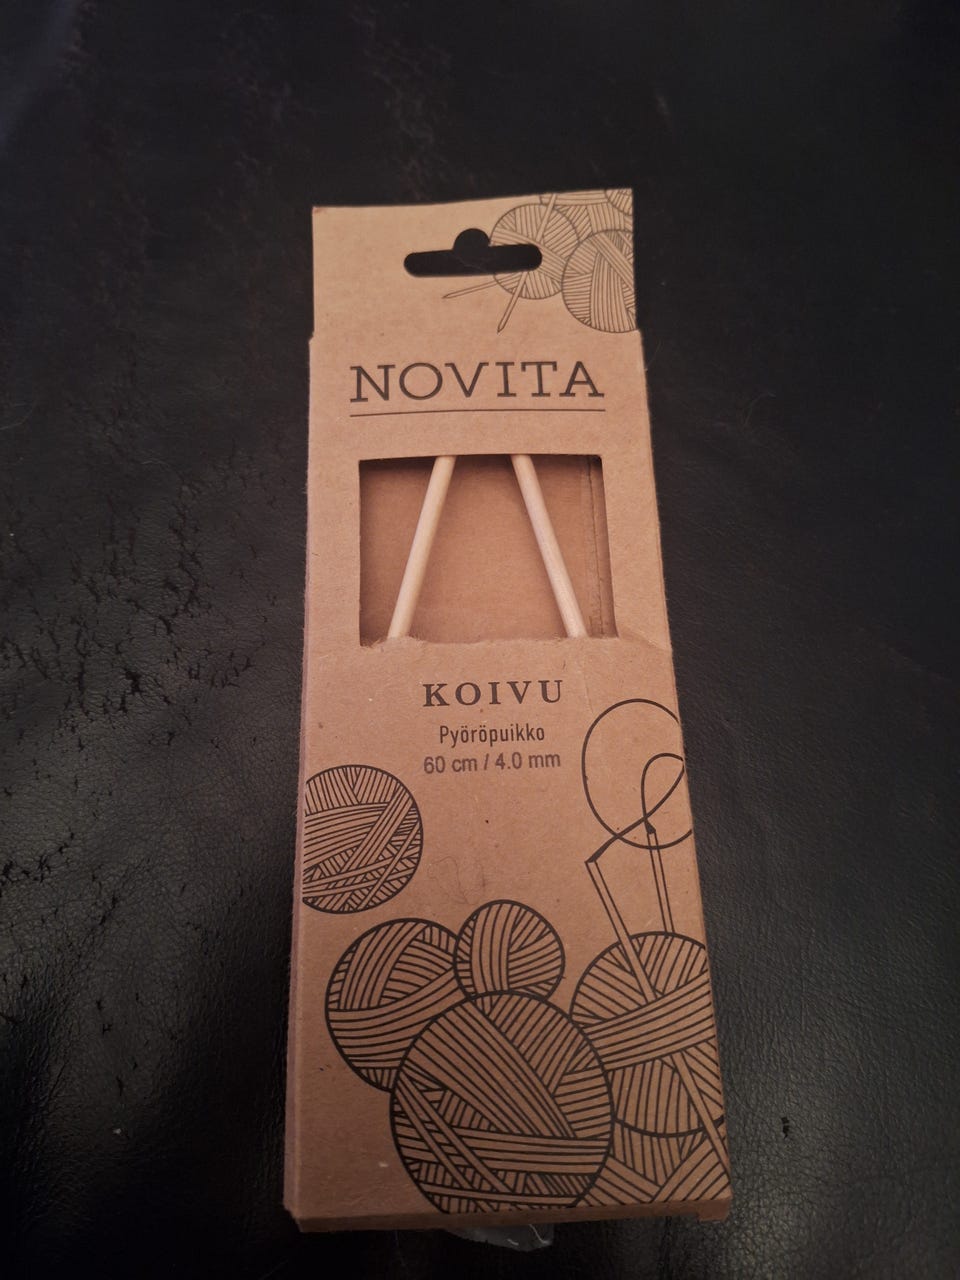 NOVITA
KOIVU
Pyöröpuikko
60 cm / 4.0 mm